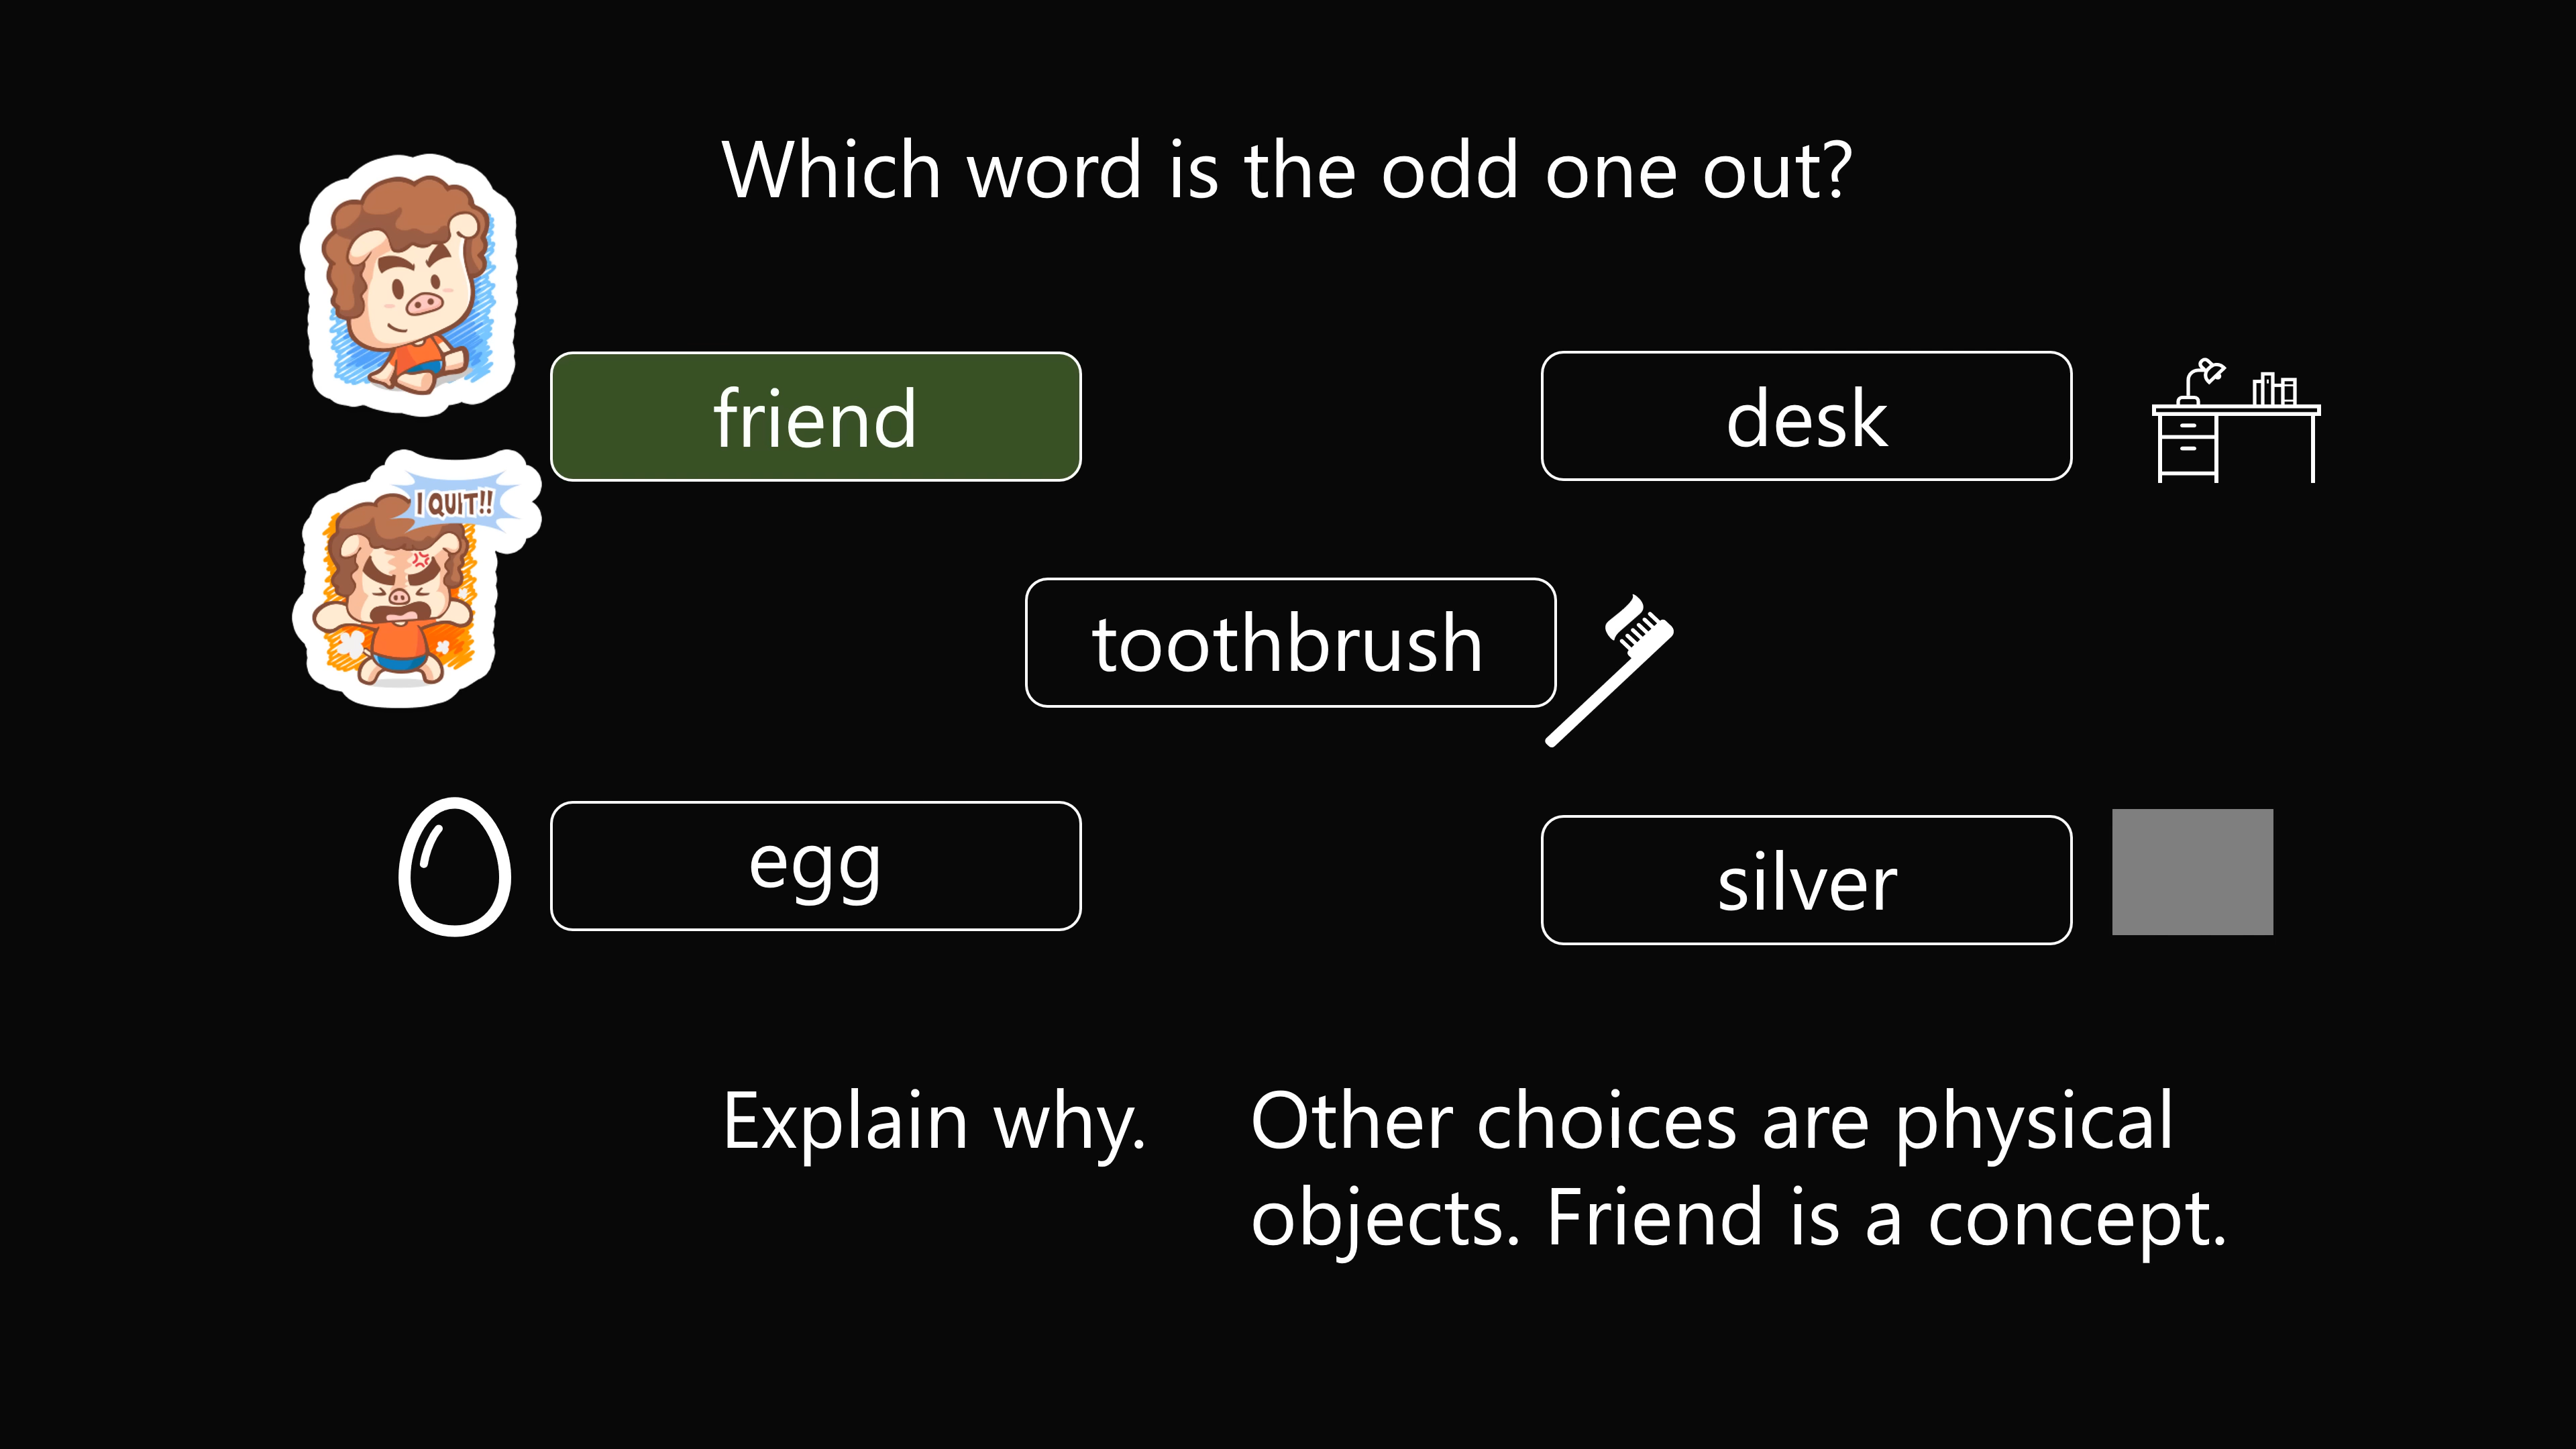 Which word is the odd one out?
friend
desk
I QUIT!!
toothbrush
egg
silver
Explain why.
Other choices are physical
objects. Friend is a concept.